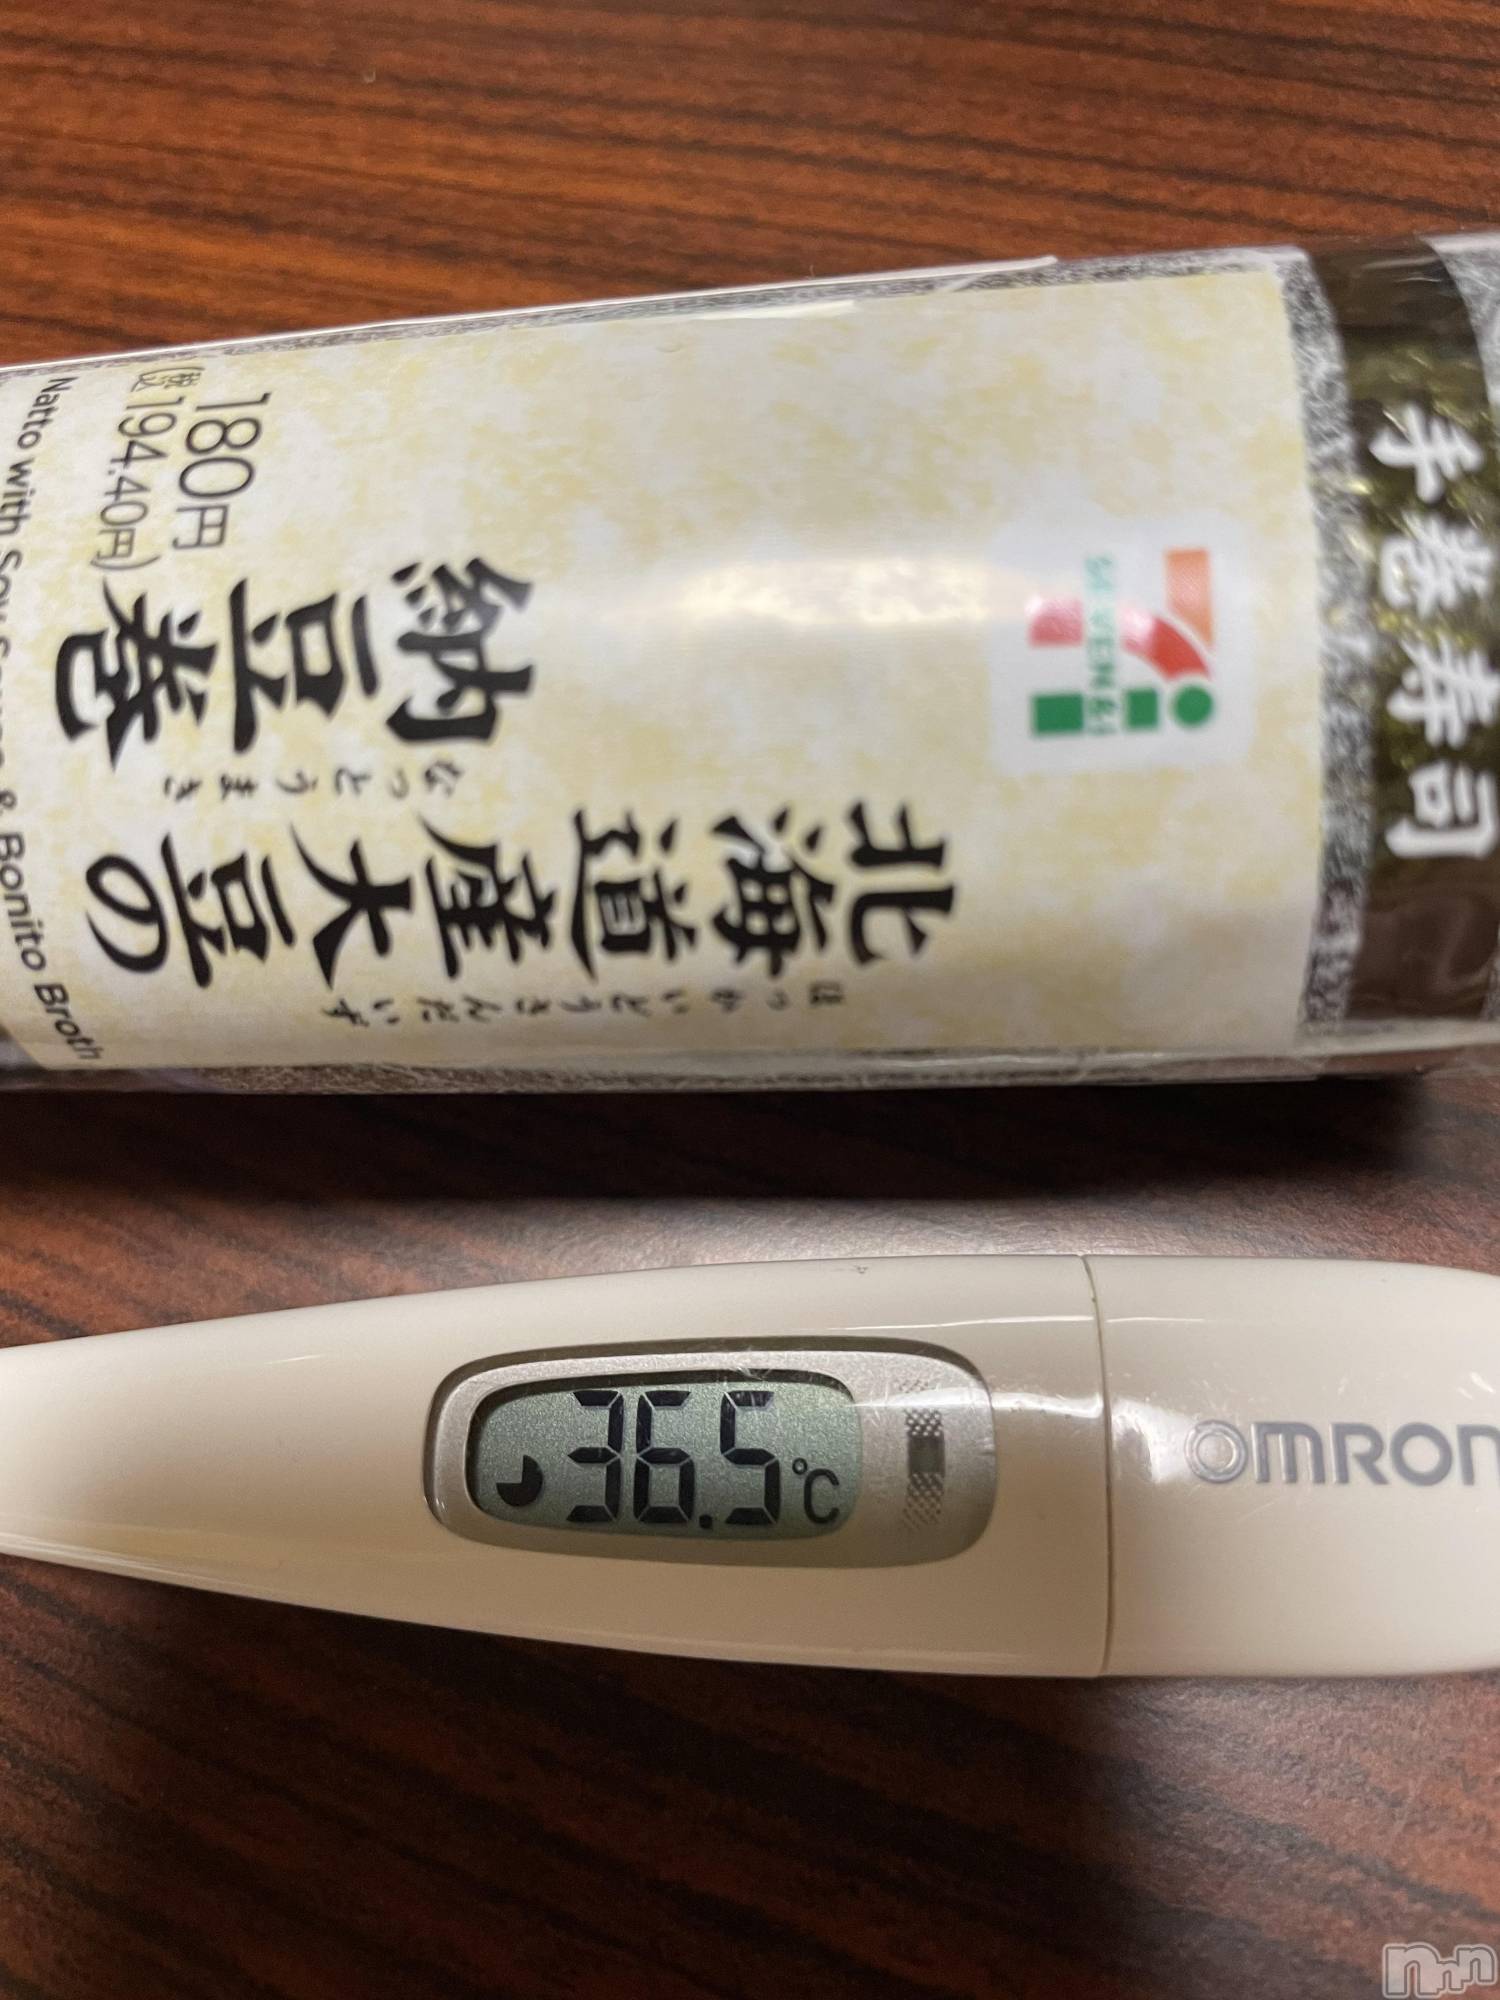 手巻寿司
SEVEN & i
北海道産大豆の
ほっかいどうさんだいず
納豆巻
なっとうまき
180円
(税込194.40円)
Natto with Soy Sauce & Bonito Broth
36.5℃
OMRON
nnn